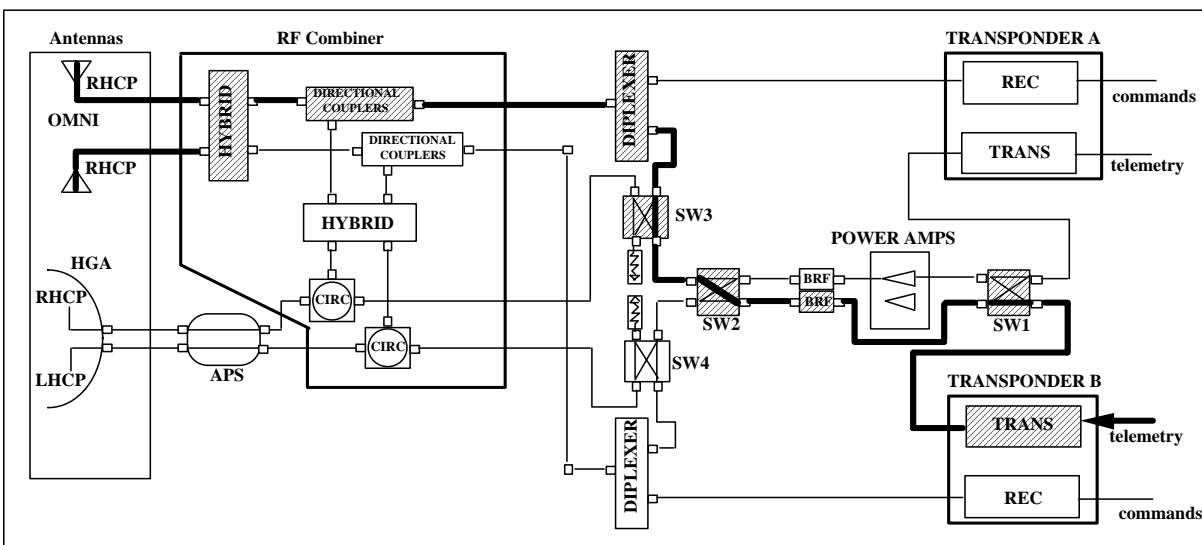 Antennas
RHCP
OMNI
RHCP
HGA
RHCP
LHCP
APS
RF Combiner
HYBRID
DIRECTIONAL
COUPLERS
DIRECTIONAL
COUPLERS
HYBRID
CIRC
CIRC
DIPLEXER
SW3
SW2
SW4
DIPLEXER
BRF
BRF
POWER AMPS
SW1
TRANSPONDER A
REC
commands
TRANS
telemetry
TRANSPONDER B
TRANS
telemetry
REC
commands